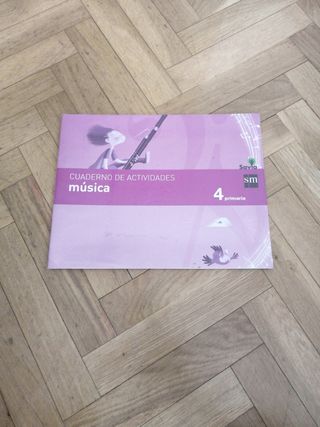 CUADERNO DE ACTIVIDADES
música
Savia
sm
4 primaria